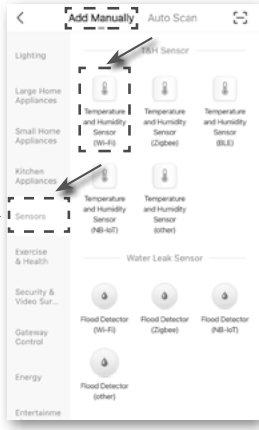 Add Manually Auto Scan
Lighting
Large Home
Appliances
Small Home
Appliances
Kitchen
Appliances
Sensors
Exercise
& Health
Security &
Video Sur...
Gateway
Control
Energy
Entertainme
T&H Sensor
Temperature
and Humidity
Sensor
(Wi-Fi)
Temperature
and Humidity
Sensor
(Zigbee)
Temperature
and Humidity
Sensor
(BLE)
Temperature
and Humidity
Sensor
(NB-IoT)
Temperature
and Humidity
Sensor
(other)
Water Leak Sensor
Flood Detector
(Wi-Fi)
Flood Detector
(Zigbee)
Flood Detector
(NB-IoT)
Flood Detector
(other)